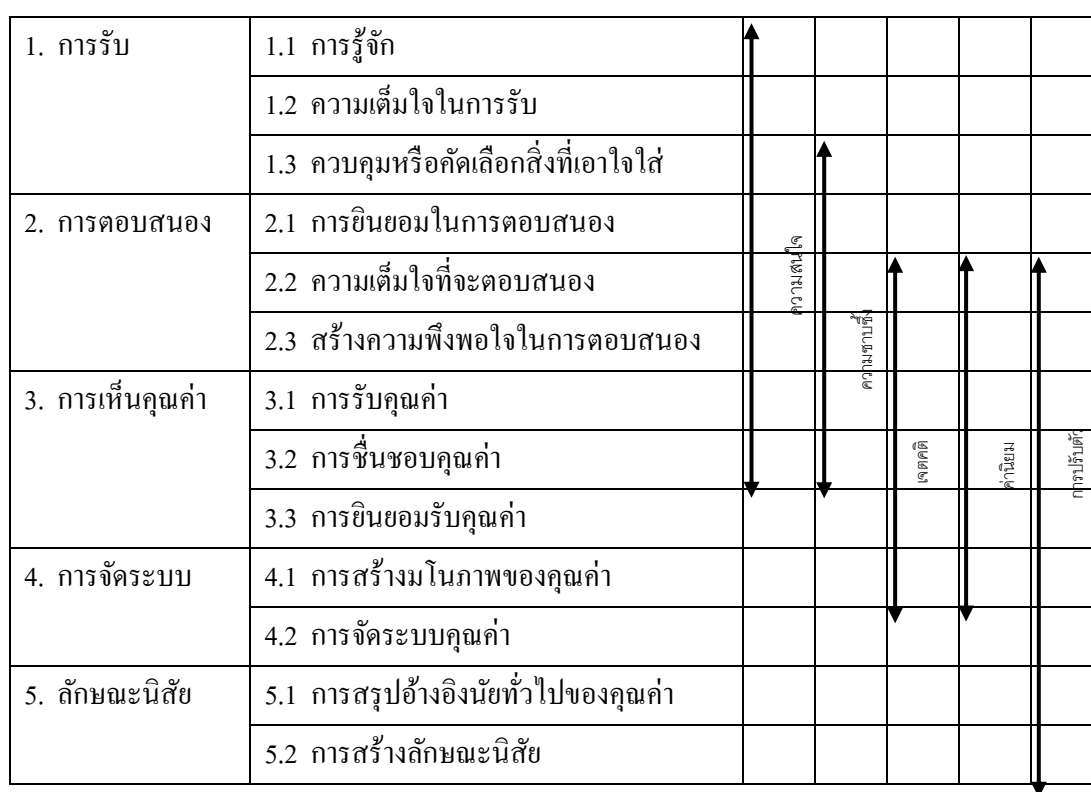 1. การรับ
1.1 การรู้จัก
1.2 ความเต็มใจในการรับ
1.3 ควบคุมหรือคัดเลือกสิ่งที่เอาใจใส่
2. การตอบสนอง
2.1 การยินยอมในการตอบสนอง
2.2 ความเต็มใจที่จะตอบสนอง
2.3 สร้างความพึงพอใจในการตอบสนอง
3. การเห็นคุณค่า
3.1 การรับคุณค่า
3.2 การชื่นชอบคุณค่า
3.3 การยินยอมรับคุณค่า
4. การจัดระบบ
4.1 การสร้างมโนภาพของคุณค่า
4.2 การจัดระบบคุณค่า
5. ลักษณะนิสัย
5.1 การสรุปอ้างอิงนัยทั่วไปของคุณค่า
5.2 การสร้างลักษณะนิสัย
ความสนใจ
ความซาบซึ้ง
เจตคติ
ค่านิยม
การปรับตัว